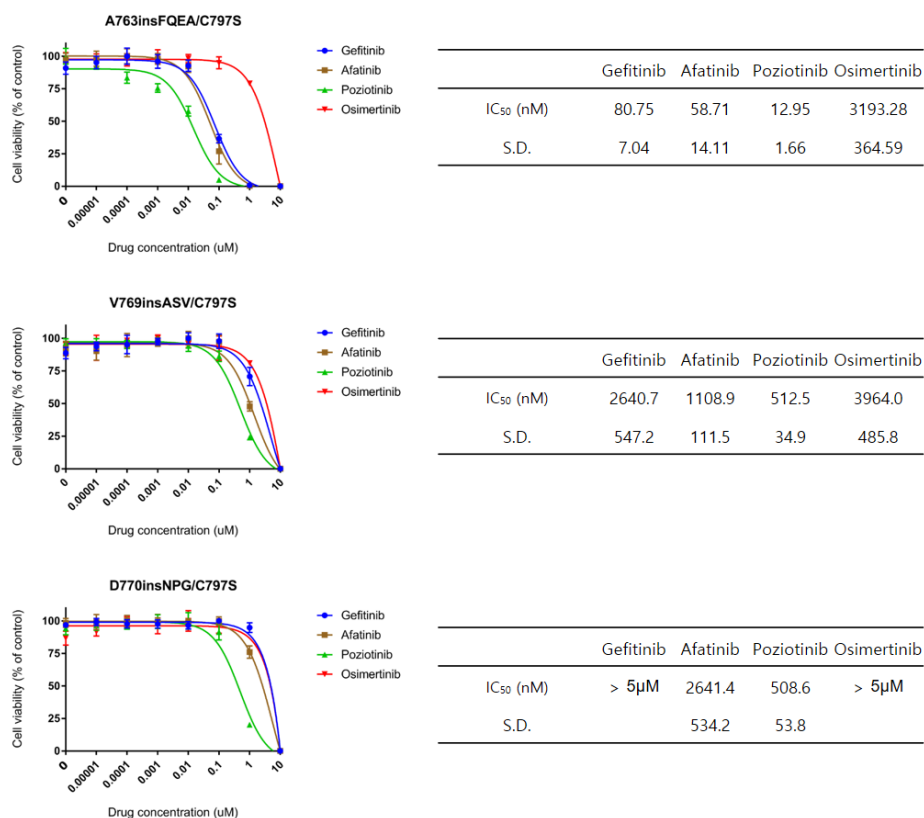 A763insFQEA/C797S
Cell viability (% of control)
100
75
50
25
0
0
0.00001
0.0001
0.001
0.01
0.1
1
10
Drug concentration (uM)
Gefitinib
Afatinib
Poziotinib
Osimertinib
Gefitinib Afatinib Poziotinib Osimertinib
IC₅₀ (nM) 80.75 58.71 12.95 3193.28
S.D. 7.04 14.11 1.66 364.59
V769insASV/C797S
Cell viability (% of control)
100
75
50
25
0
0
0.00001
0.0001
0.001
0.01
0.1
1
10
Drug concentration (uM)
Gefitinib
Afatinib
Poziotinib
Osimertinib
Gefitinib Afatinib Poziotinib Osimertinib
IC₅₀ (nM) 2640.7 1108.9 512.5 3964.0
S.D. 547.2 111.5 34.9 485.8
D770insNPG/C797S
Cell viability (% of control)
100
75
50
25
0
0
0.00001
0.0001
0.001
0.01
0.1
1
10
Drug concentration (uM)
Gefitinib
Afatinib
Poziotinib
Osimertinib
Gefitinib Afatinib Poziotinib Osimertinib
IC₅₀ (nM) > 5μM 2641.4 508.6 > 5μM
S.D. 534.2 53.8